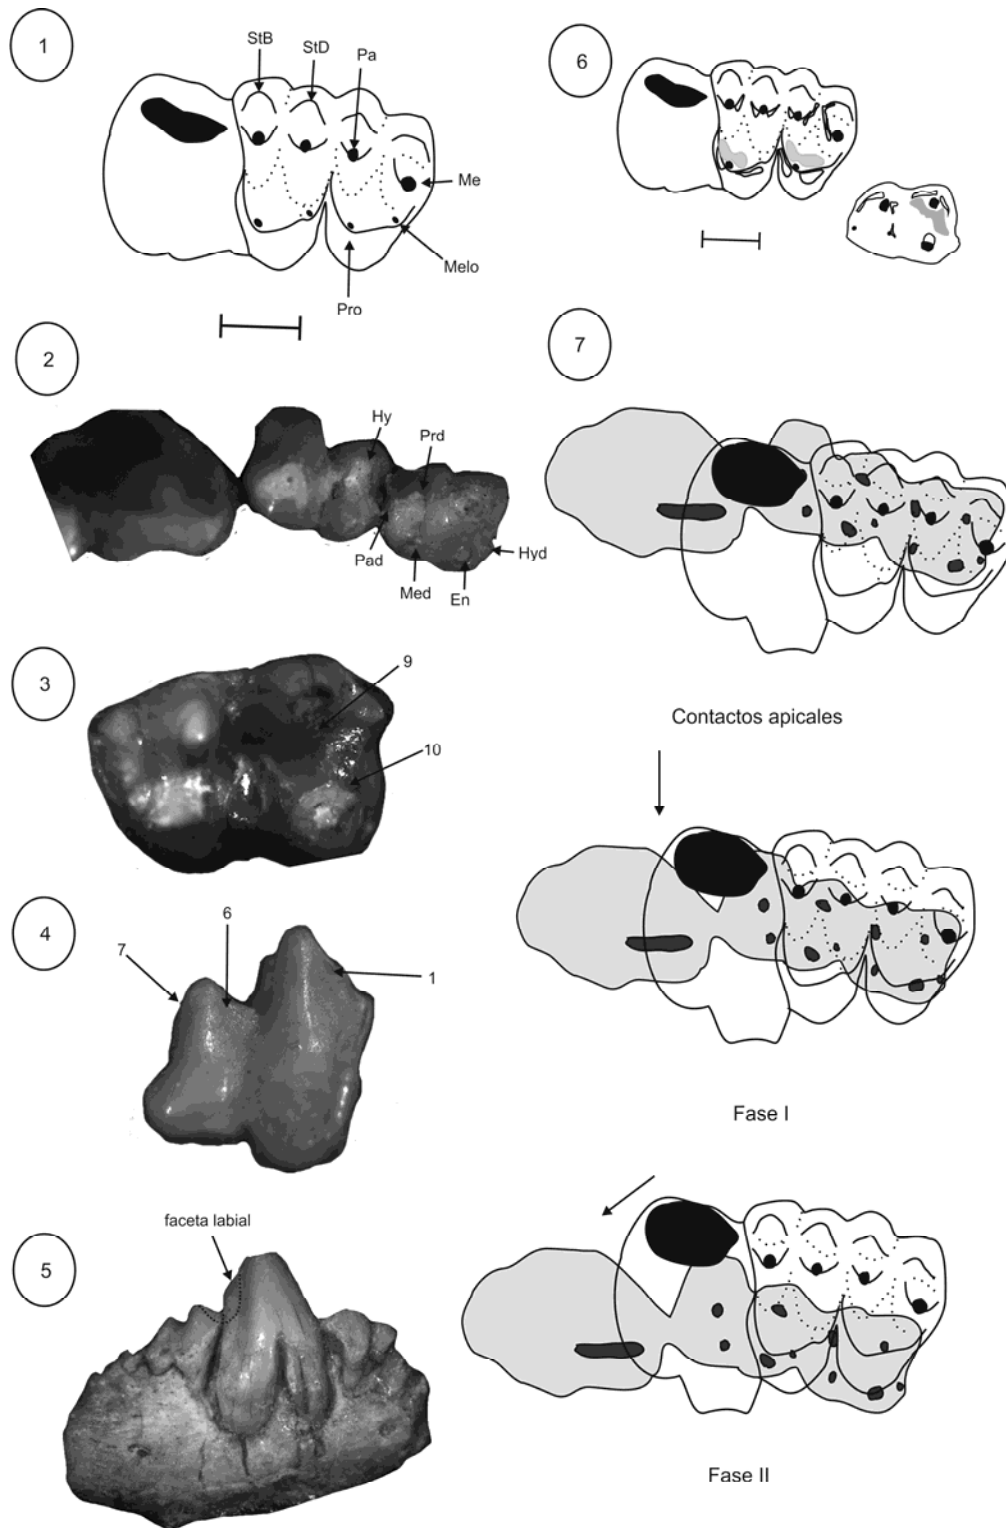 1
StB
StD
Pa
Me
Melo
Pro
2
Hy
Prd
Pad
Med
En
Hyd
3
9
10
4
6
7
1
5
faceta labial
6
7
Contactos apicales
Fase I
Fase II